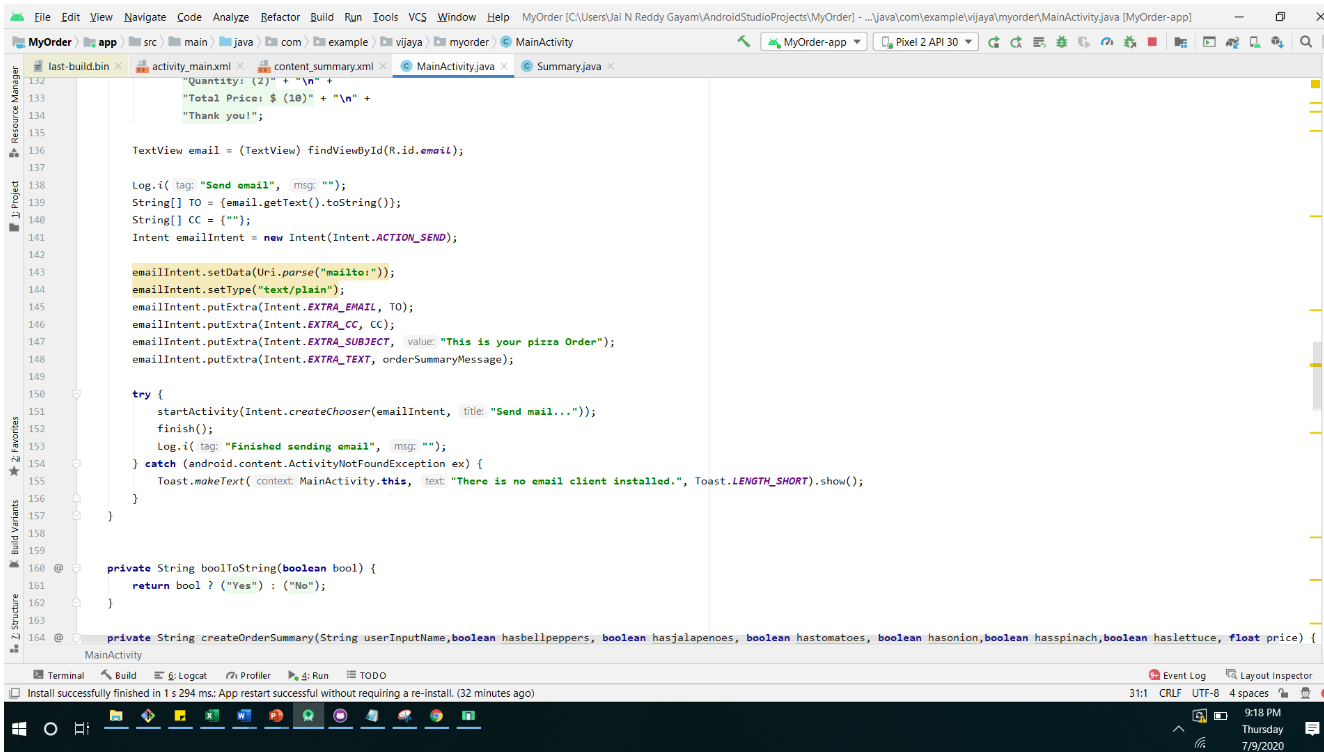 File Edit View Navigate Code Analyze Refactor Build Run Tools VCS Window Help MyOrder [C:\Users\Jai N Reddy Gayam\AndroidStudioProjects\MyOrder] - ...\java\com\example\vijaya\myorder\MainActivity.java [MyOrder-app]
MyOrder app src main java com example vijaya myorder MainActivity MyOrder-app Pixel 2 API 30
last-build.bin activity_main.xml content_summary.xml MainActivity.java Summary.java
132 "Quantity: (2)" + "\n" +
133 "Total Price: $ (10)" + "\n" +
134 "Thank you!";
135
136 TextView email = (TextView) findViewById(R.id.email);
137
138 Log.i( tag: "Send email", msg: "");
139 String[] TO = {email.getText().toString()};
140 String[] CC = {""};
141 Intent emailIntent = new Intent(Intent.ACTION_SEND);
142
143 emailIntent.setData(Uri.parse("mailto:"));
144 emailIntent.setType("text/plain");
145 emailIntent.putExtra(Intent.EXTRA_EMAIL, TO);
146 emailIntent.putExtra(Intent.EXTRA_CC, CC);
147 emailIntent.putExtra(Intent.EXTRA_SUBJECT, value: "This is your pizza Order");
148 emailIntent.putExtra(Intent.EXTRA_TEXT, orderSummaryMessage);
149
150 try {
151 startActivity(Intent.createChooser(emailIntent, title: "Send mail..."));
152 finish();
153 Log.i( tag: "Finished sending email", msg: "");
154 } catch (android.content.ActivityNotFoundException ex) {
155 Toast.makeText( context: MainActivity.this, text: "There is no email client installed.", Toast.LENGTH_SHORT).show();
156 }
157 }
158
159
160 @ private String boolToString(boolean bool) {
161 return bool ? ("Yes") : ("No");
162 }
163
164 @ private String createOrderSummary(String userInputName,boolean hasbellpeppers, boolean hasjalapenoes, boolean hastomatoes, boolean hasonion,boolean hasspinach,boolean haslettuce, float price) {
MainActivity
Resource Manager
1: Project
2: Favorites
Build Variants
7: Structure
Terminal Build 6: Logcat Profiler 4: Run TODO 9+ Event Log Layout Inspector
Install successfully finished in 1 s 294 ms.: App restart successful without requiring a re-install. (32 minutes ago) 31:1 CRLF UTF-8 4 spaces
9:18 PM
Thursday
7/9/2020